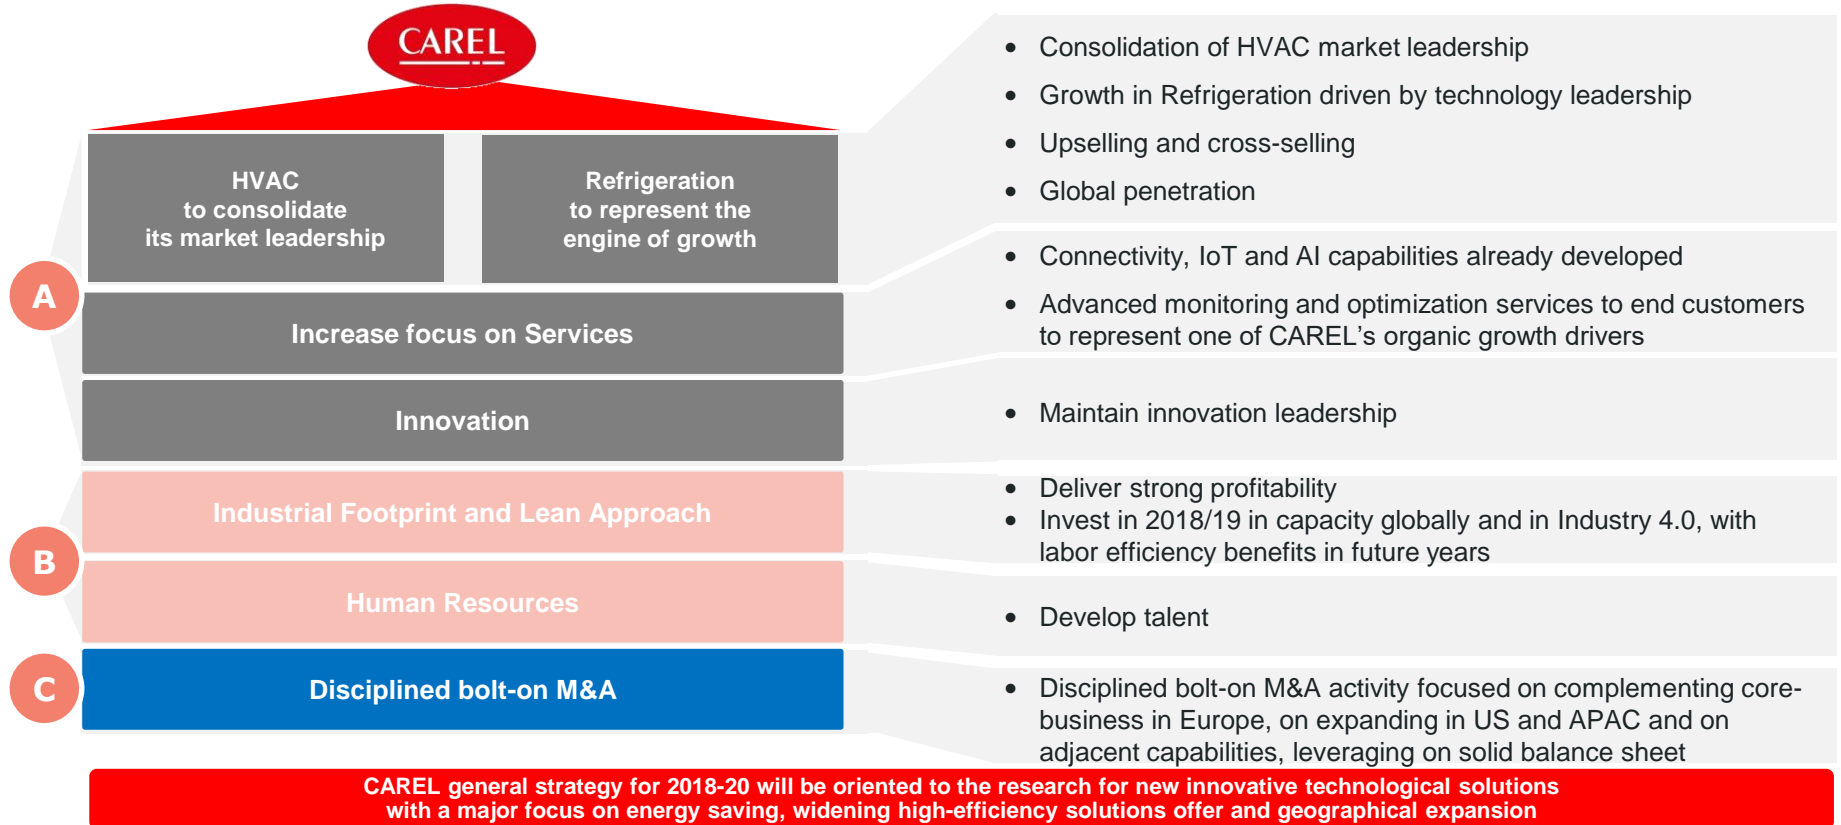 CAREL
HVAC
to consolidate
its market leadership
Refrigeration
to represent the
engine of growth
• Consolidation of HVAC market leadership
• Growth in Refrigeration driven by technology leadership
• Upselling and cross-selling
• Global penetration
A
Increase focus on Services
• Connectivity, IoT and AI capabilities already developed
• Advanced monitoring and optimization services to end customers
to represent one of CAREL’s organic growth drivers
Innovation
• Maintain innovation leadership
B
Industrial Footprint and Lean Approach
• Deliver strong profitability
• Invest in 2018/19 in capacity globally and in Industry 4.0, with
labor efficiency benefits in future years
Human Resources
• Develop talent
C
Disciplined bolt-on M&A
• Disciplined bolt-on M&A activity focused on complementing core-
business in Europe, on expanding in US and APAC and on
adjacent capabilities, leveraging on solid balance sheet
CAREL general strategy for 2018-20 will be oriented to the research for new innovative technological solutions
with a major focus on energy saving, widening high-efficiency solutions offer and geographical expansion